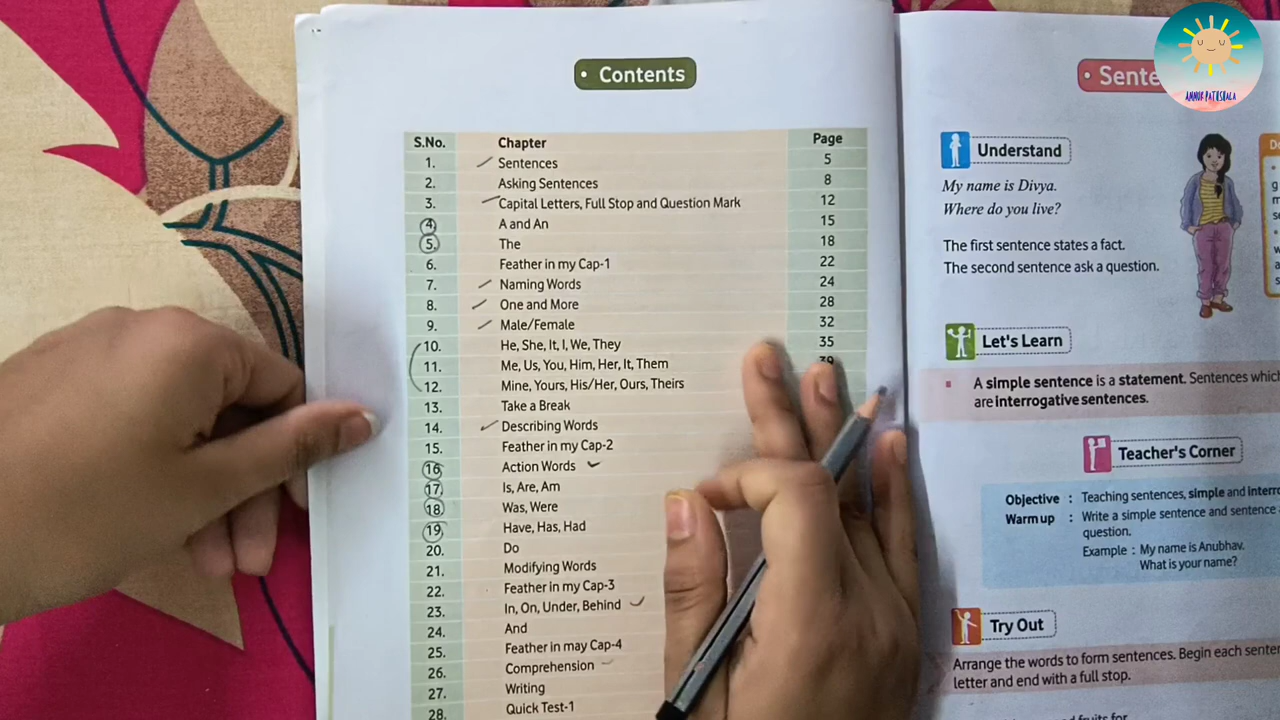 Contents
S.No. Chapter Page
1. Sentences 5
2. Asking Sentences 8
3. Capital Letters, Full Stop and Question Mark 12
4. A and An 15
5. The 18
6. Feather in my Cap-1 22
7. Naming Words 24
8. One and More 28
9. Male/Female 32
10. He, She, It, I, We, They 35
11. Me, Us, You, Him, Her, It, Them
12. Mine, Yours, His/Her, Ours, Theirs
13. Take a Break
14. Describing Words
15. Feather in my Cap-2
16. Action Words
17. Is, Are, Am
18. Was, Were
19. Have, Has, Had
20. Do
21. Modifying Words
22. Feather in my Cap-3
23. In, On, Under, Behind
24. And
25. Feather in may Cap-4
26. Comprehension
27. Writing
28. Quick Test-1
AHNIK PATHSHALA
Understand
My name is Divya.
Where do you live?
The first sentence states a fact.
The second sentence ask a question.
Let's Learn
A simple sentence is a statement. Sentences which
are interrogative sentences.
Teacher's Corner
Objective : Teaching sentences, simple and
Warm up : Write a simple sentence and sentence
question.
Example : My name is Anubhav.
What is your name?
Try Out
Arrange the words to form sentences. Begin each
letter and end with a full stop.